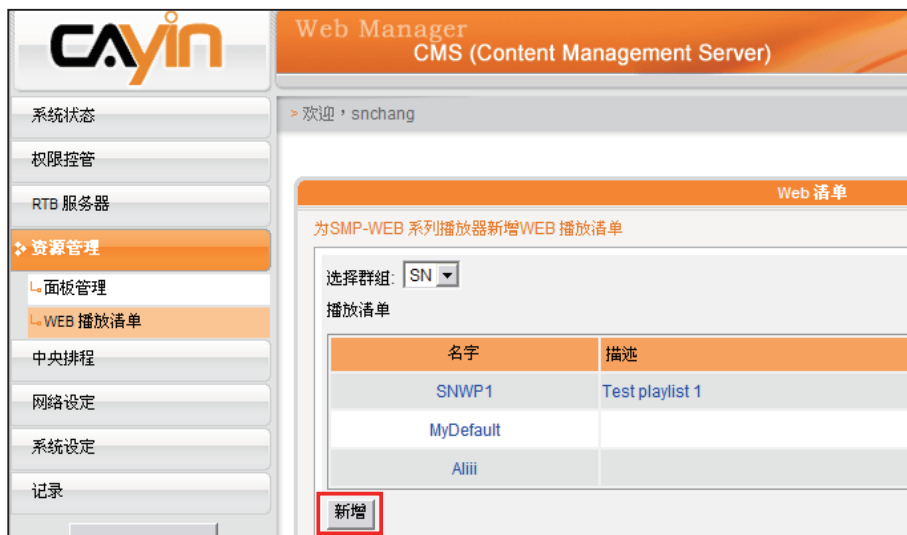 CAyin
Web Manager
CMS (Content Management Server)
系统状态
权限控管
RTB 服务器
资源管理
面板管理
WEB 播放清单
中央排程
网络设定
系统设定
记录
> 欢迎，snchang
Web 清单
为SMP-WEB 系列播放器新增WEB 播放清单
选择群组: SN
播放清单
名字 描述
SNWP1 Test playlist 1
MyDefault
Aliii
新增